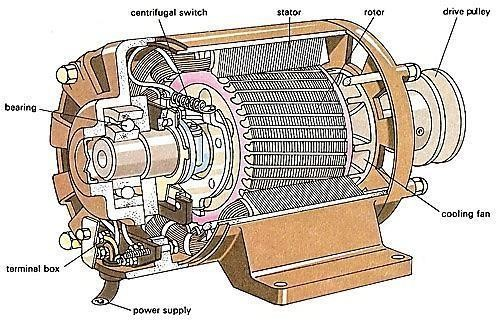 centrifugal switch
stator
rotor
drive pulley
bearing
cooling fan
terminal box
power supply